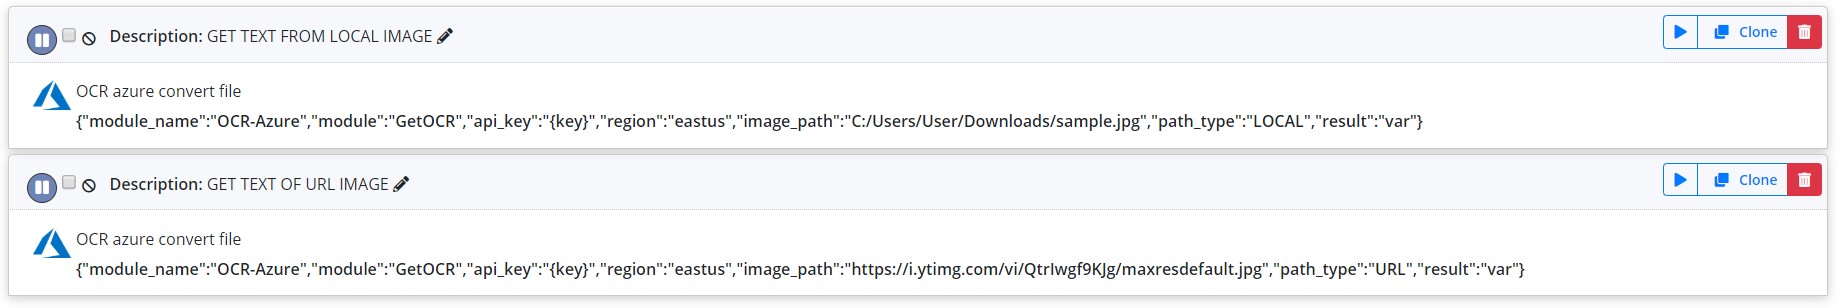 Description: GET TEXT FROM LOCAL IMAGE
Clone
OCR azure convert file
{"module_name":"OCR-Azure","module":"GetOCR","api_key":"{key}","region":"eastus","image_path":"C:/Users/User/Downloads/sample.jpg","path_type":"LOCAL","result":"var"}
Description: GET TEXT OF URL IMAGE
Clone
OCR azure convert file
{"module_name":"OCR-Azure","module":"GetOCR","api_key":"{key}","region":"eastus","image_path":"https://i.ytimg.com/vi/QtrIwgf9KJg/maxresdefault.jpg","path_type":"URL","result":"var"}